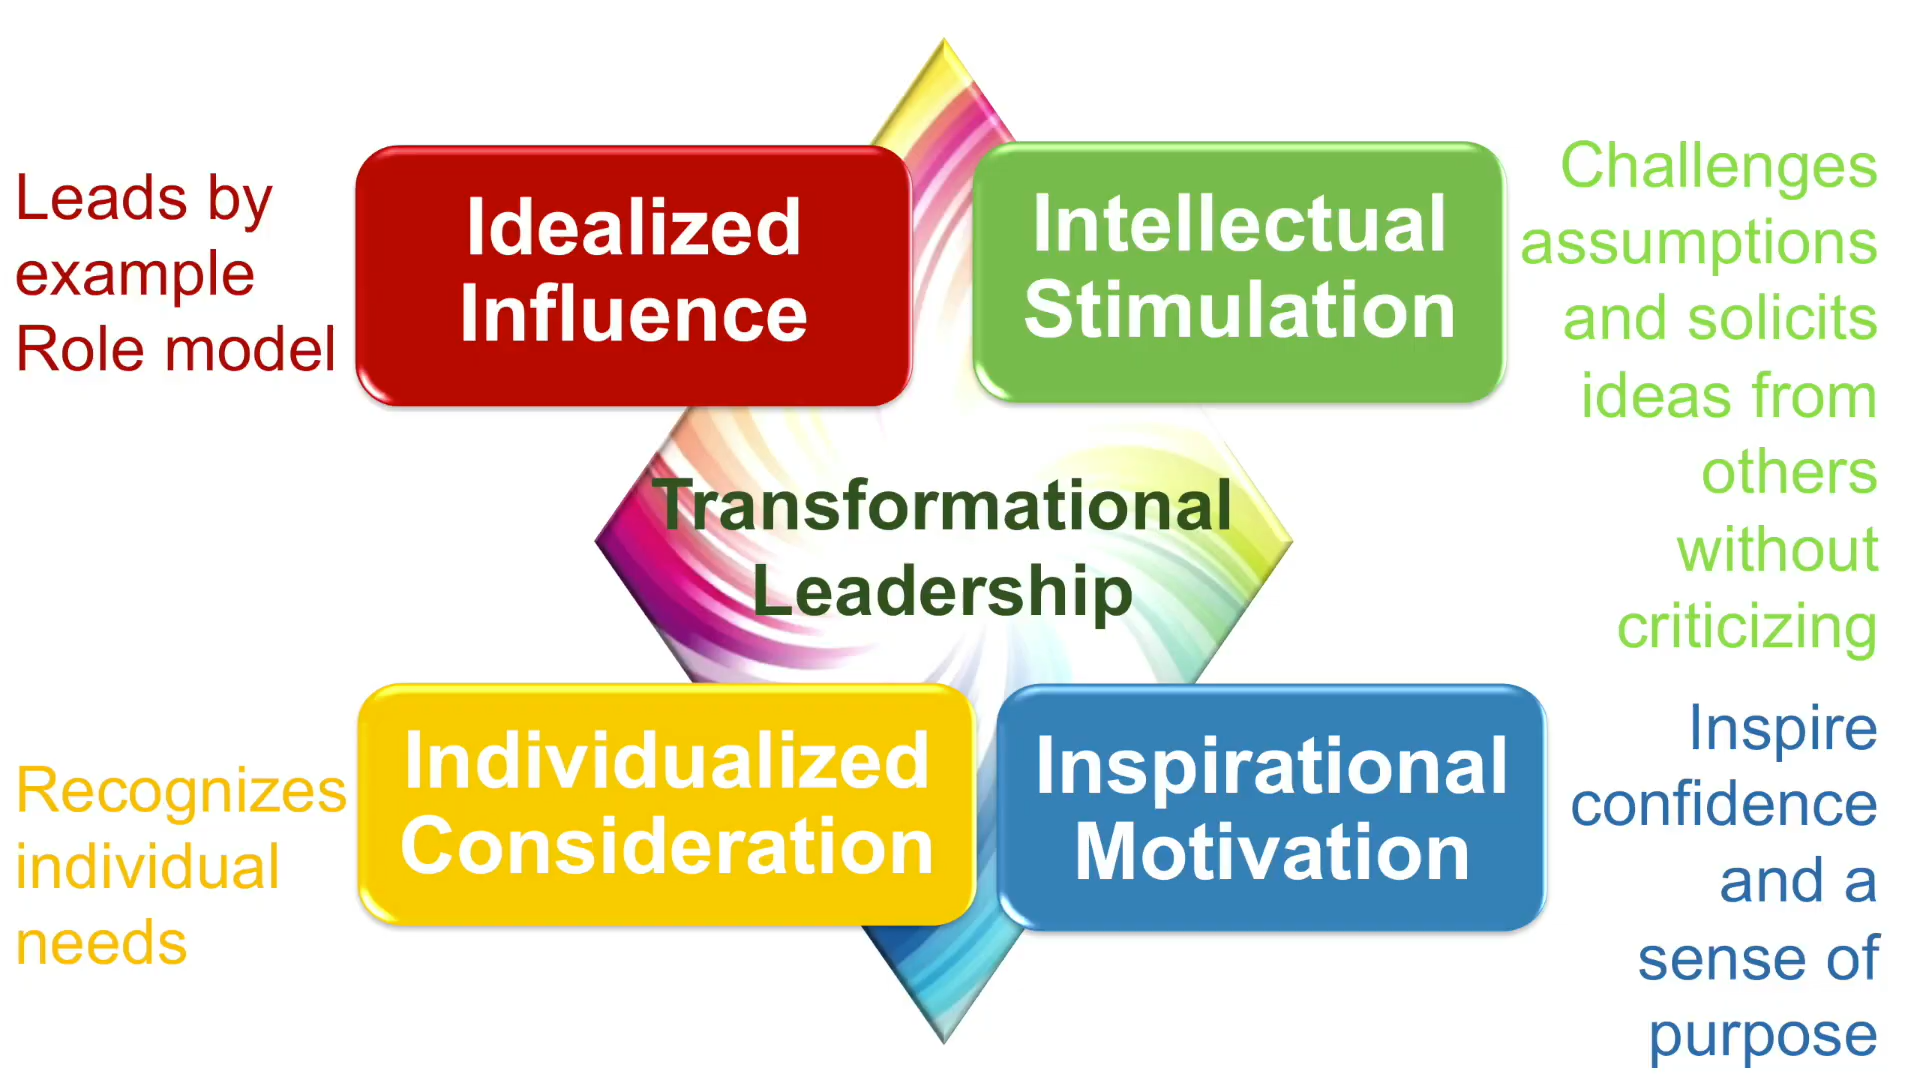 Leads by
example
Role model
Idealized
Influence
Intellectual
Stimulation
Challenges
assumptions
and solicits
ideas from
others
without
criticizing
Transformational
Leadership
Recognizes
individual
needs
Individualized
Consideration
Inspirational
Motivation
Inspire
confidence
and a
sense of
purpose